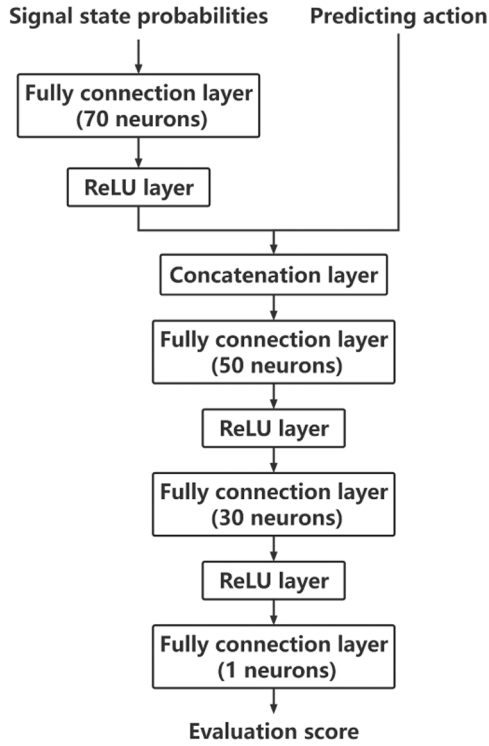 Signal state probabilities
Predicting action
Fully connection layer
(70 neurons)
ReLU layer
Concatenation layer
Fully connection layer
(50 neurons)
ReLU layer
Fully connection layer
(30 neurons)
ReLU layer
Fully connection layer
(1 neurons)
Evaluation score